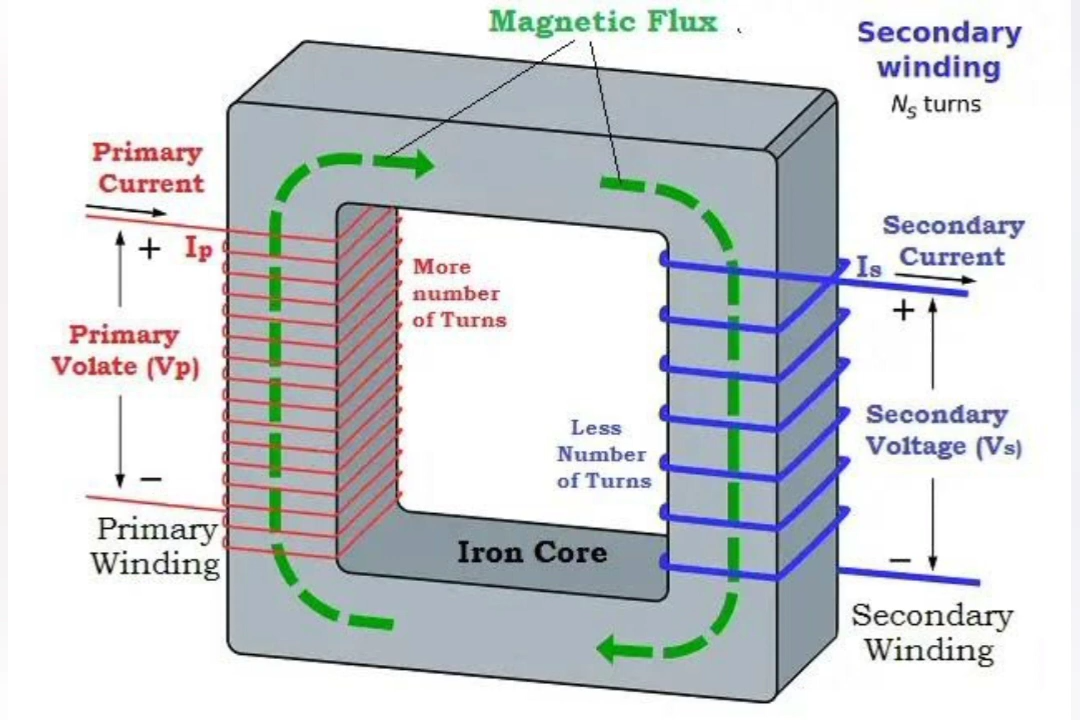 Magnetic Flux
Secondary
winding
NS turns
Primary
Current
+
Ip
More
number
of Turns
Primary
Volate (Vp)
−
Primary
Winding
Secondary
Current
Is
+
Less
Number
of Turns
Secondary
Voltage (Vs)
−
Iron Core
Secondary
Winding